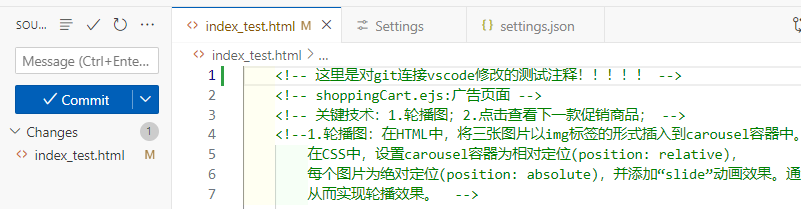 SOU...
Message (Ctrl+Ente...
Commit
Changes 1
index_test.html M
index_test.html M
Settings
settings.json
index_test.html > ...
1 <!-- 这里是对git连接vscode修改的测试注释！！！！！ -->
2 <!-- shoppingCart.ejs:广告页面 -->
3 <!-- 关键技术：1.轮播图；2.点击查看下一款促销商品； -->
4 <!--1.轮播图：在HTML中，将三张图片以img标签的形式插入到carousel容器中。
5 在CSS中，设置carousel容器为相对定位(position: relative)，
6 每个图片为绝对定位(position: absolute)，并添加“slide”动画效果。通
7 从而实现轮播效果。 -->